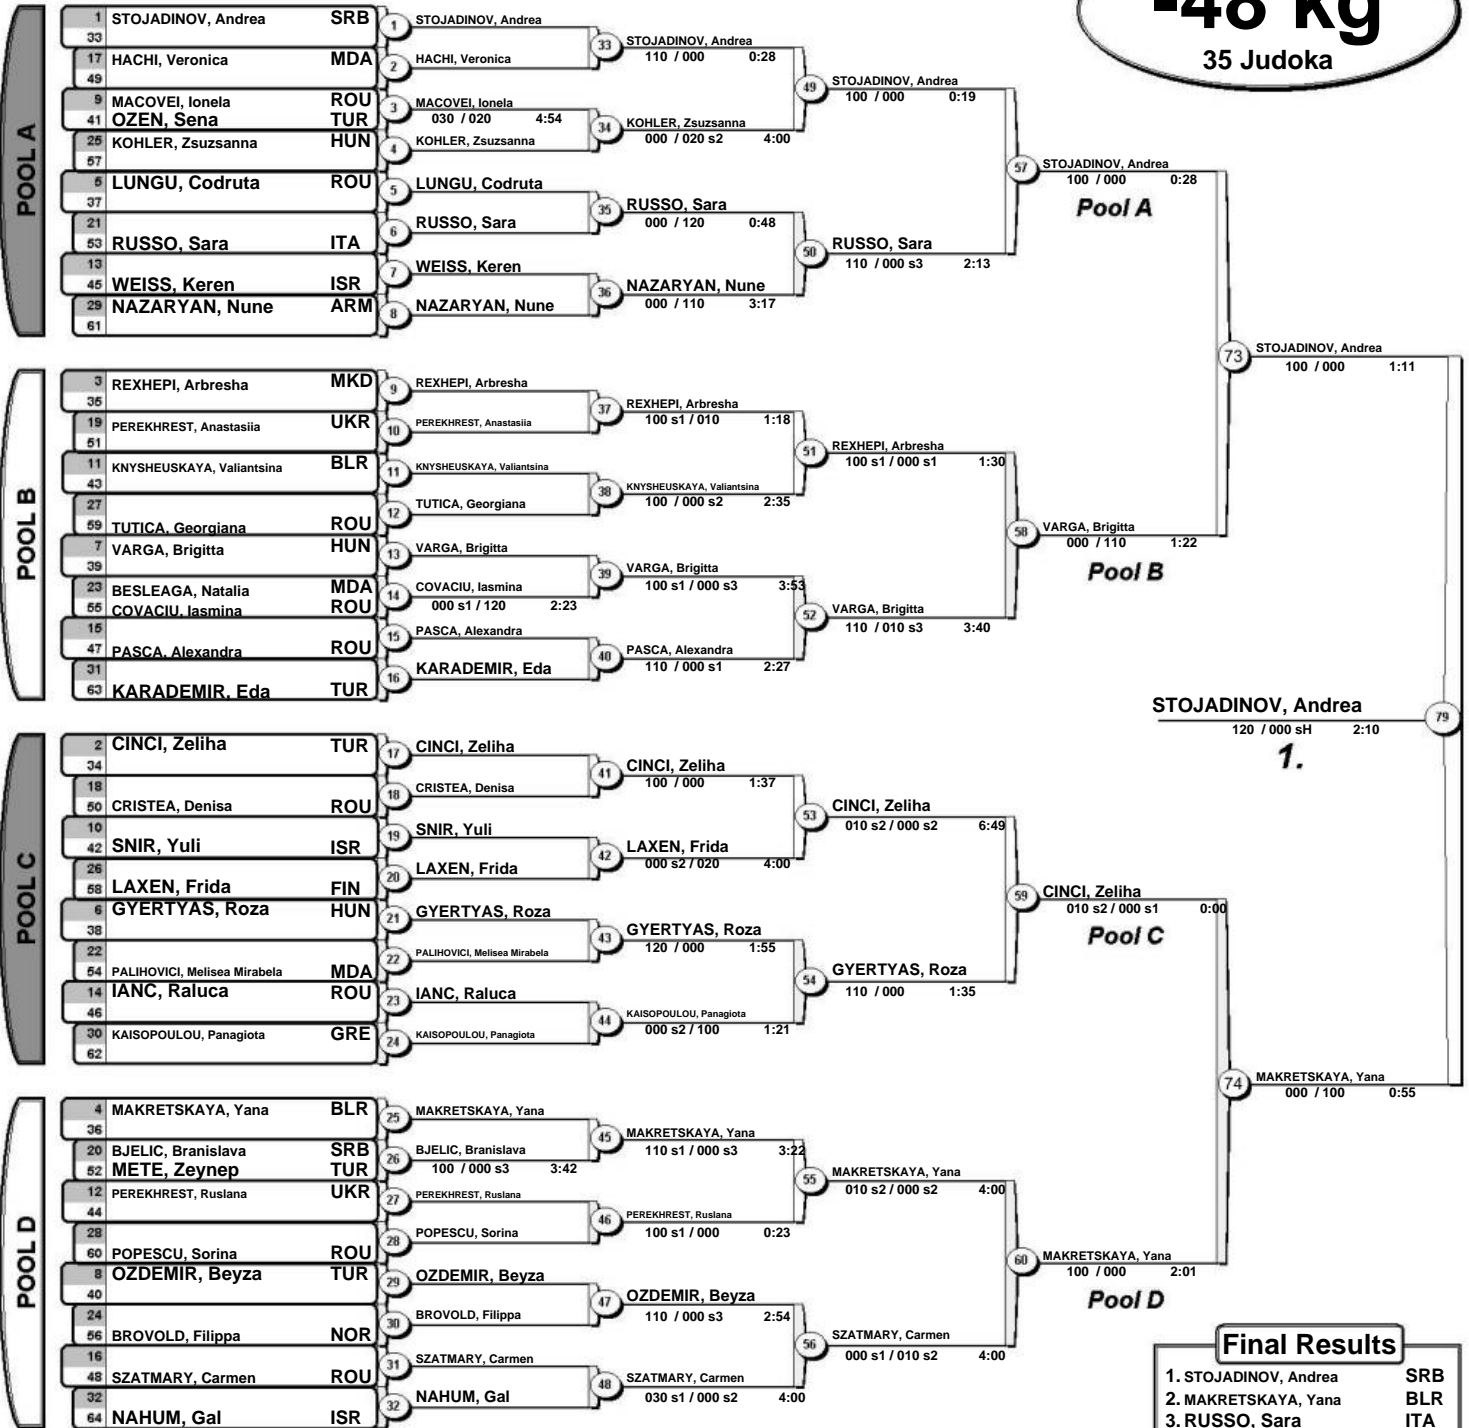 -48 kg
35 Judoka
POOL A
1 STOJADINOV, Andrea SRB
33
17 HACHI, Veronica MDA
49
9 MACOVEI, Ionela ROU
41 OZEN, Sena TUR
25 KOHLER, Zsuzsanna HUN
57
5 LUNGU, Codruta ROU
37
21
53 RUSSO, Sara ITA
13
45 WEISS, Keren ISR
29 NAZARYAN, Nune ARM
61
1 STOJADINOV, Andrea
2 HACHI, Veronica
3 MACOVEI, Ionela
030 / 020 4:54
4 KOHLER, Zsuzsanna
5 LUNGU, Codruta
6 RUSSO, Sara
7 WEISS, Keren
8 NAZARYAN, Nune
33 STOJADINOV, Andrea
110 / 000 0:28
34 KOHLER, Zsuzsanna
000 / 020 s2 4:00
35 RUSSO, Sara
000 / 120 0:48
36 NAZARYAN, Nune
000 / 110 3:17
49 STOJADINOV, Andrea
100 / 000 0:19
50 RUSSO, Sara
110 / 000 s3 2:13
57 STOJADINOV, Andrea
100 / 000 0:28
Pool A
POOL B
3 REXHEPI, Arbresha MKD
35
19 PEREKHREST, Anastasiia UKR
51
11 KNYSHEUSKAYA, Valiantsina BLR
43
27
59 TUTICA, Georgiana ROU
7 VARGA, Brigitta HUN
39
23 BESLEAGA, Natalia MDA
55 COVACIU, Iasmina ROU
15
47 PASCA, Alexandra ROU
31
63 KARADEMIR, Eda TUR
9 REXHEPI, Arbresha
10 PEREKHREST, Anastasiia
11 KNYSHEUSKAYA, Valiantsina
12 TUTICA, Georgiana
13 VARGA, Brigitta
14 COVACIU, Iasmina
000 s1 / 120 2:23
15 PASCA, Alexandra
16 KARADEMIR, Eda
37 REXHEPI, Arbresha
100 s1 / 010 1:18
38 KNYSHEUSKAYA, Valiantsina
100 / 000 s2 2:35
39 VARGA, Brigitta
100 s1 / 000 s3 3:53
40 PASCA, Alexandra
110 / 000 s1 2:27
51 REXHEPI, Arbresha
100 s1 / 000 s1 1:30
52 VARGA, Brigitta
110 / 010 s3 3:40
58 VARGA, Brigitta
000 / 110 1:22
Pool B
73 STOJADINOV, Andrea
100 / 000 1:11
POOL C
2 CINCI, Zeliha TUR
34
18
50 CRISTEA, Denisa ROU
10
42 SNIR, Yuli ISR
26
58 LAXEN, Frida FIN
6 GYERTYAS, Roza HUN
38
22
54 PALIHOVICI, Melisea Mirabela MDA
14 IANC, Raluca ROU
46
30 KAISOPOULOU, Panagiota GRE
62
17 CINCI, Zeliha
18 CRISTEA, Denisa
19 SNIR, Yuli
20 LAXEN, Frida
21 GYERTYAS, Roza
22 PALIHOVICI, Melisea Mirabela
23 IANC, Raluca
24 KAISOPOULOU, Panagiota
41 CINCI, Zeliha
100 / 000 1:37
42 LAXEN, Frida
000 s2 / 020 4:00
43 GYERTYAS, Roza
120 / 000 1:55
44 KAISOPOULOU, Panagiota
000 s2 / 100 1:21
53 CINCI, Zeliha
010 s2 / 000 s2 6:49
54 GYERTYAS, Roza
110 / 000 1:35
59 CINCI, Zeliha
010 s2 / 000 s1 0:00
Pool C
POOL D
4 MAKRETSKAYA, Yana BLR
36
20 BJELIC, Branislava SRB
52 METE, Zeynep TUR
12 PEREKHREST, Ruslana UKR
44
28
60 POPESCU, Sorina ROU
8 OZDEMIR, Beyza TUR
40
24
56 BROVOLD, Filippa NOR
16
48 SZATMARY, Carmen ROU
32
64 NAHUM, Gal ISR
25 MAKRETSKAYA, Yana
26 BJELIC, Branislava
100 / 000 s3 3:42
27 PEREKHREST, Ruslana
28 POPESCU, Sorina
29 OZDEMIR, Beyza
30 BROVOLD, Filippa
31 SZATMARY, Carmen
32 NAHUM, Gal
45 MAKRETSKAYA, Yana
110 s1 / 000 s3 3:22
46 PEREKHREST, Ruslana
100 s1 / 000 0:23
47 OZDEMIR, Beyza
110 / 000 s3 2:54
48 SZATMARY, Carmen
030 s1 / 000 s2 4:00
55 MAKRETSKAYA, Yana
010 s2 / 000 s2 4:00
56 SZATMARY, Carmen
000 s1 / 010 s2 4:00
60 MAKRETSKAYA, Yana
100 / 000 2:01
Pool D
74 MAKRETSKAYA, Yana
000 / 100 0:55
STOJADINOV, Andrea 79
120 / 000 sH 2:10
1.
Final Results
1. STOJADINOV, Andrea SRB
2. MAKRETSKAYA, Yana BLR
3. RUSSO, Sara ITA